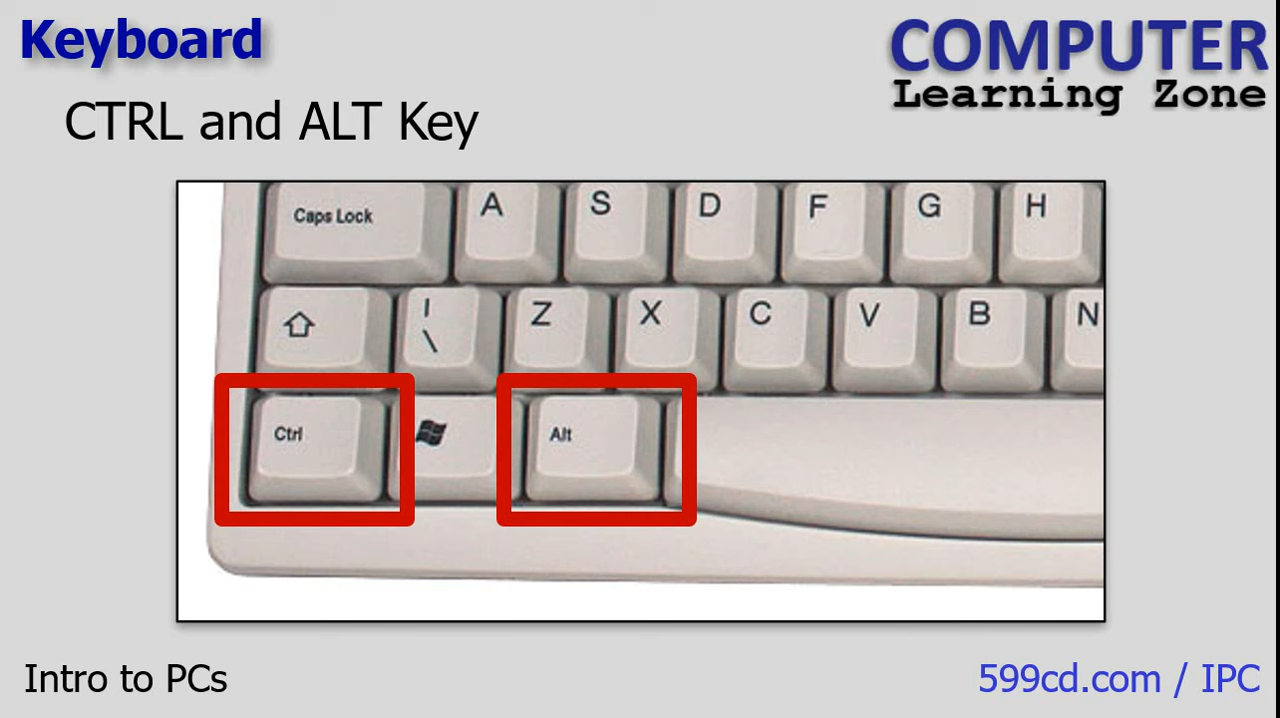 Keyboard
COMPUTER
Learning Zone
CTRL and ALT Key
Caps Lock A S D F G H
| \ Z X C V B N
Ctrl Alt
Intro to PCs
599cd.com / IPC